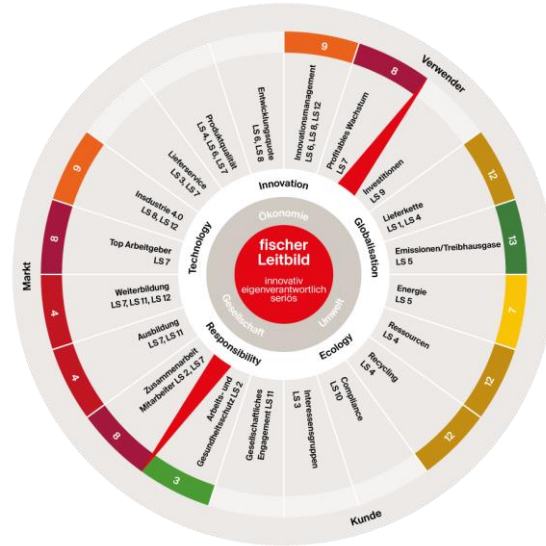 fischer
Leitbild
innovativ
eigenverantwortlich
seriös
Ökonomie
Umwelt
Gesellschaft
Innovation
Globalisation
Ecology
Responsibility
Technology
Verwender
Kunde
Markt
9
Innovationsmanagement
LS 6, LS 8, LS 12
8
Profitables Wachstum
LS 7
Investitionen
LS 9
12
Lieferkette
LS 1, LS 4
13
Emissionen/Treibhausgase
LS 5
7
Energie
LS 5
12
Ressourcen
LS 4
12
Recycling
LS 4
Compliance
LS 10
Interessensgruppen
LS 3
Gesellschaftliches
Engagement LS 11
3
Arbeits- und
Gesundheitsschutz LS 2
8
Zusammenarbeit
Mitarbeiter LS 2, LS 7
4
Ausbildung
LS 7, LS 11
4
Weiterbildung
LS 7, LS 11, LS 12
8
Top Arbeitgeber
LS 7
9
Insdustrie 4.0
LS 8, LS 12
Lieferservice
LS 3, LS 7
Produktqualität
LS 4, LS 6, LS 7
Entwicklungsquote
LS 6, LS 8